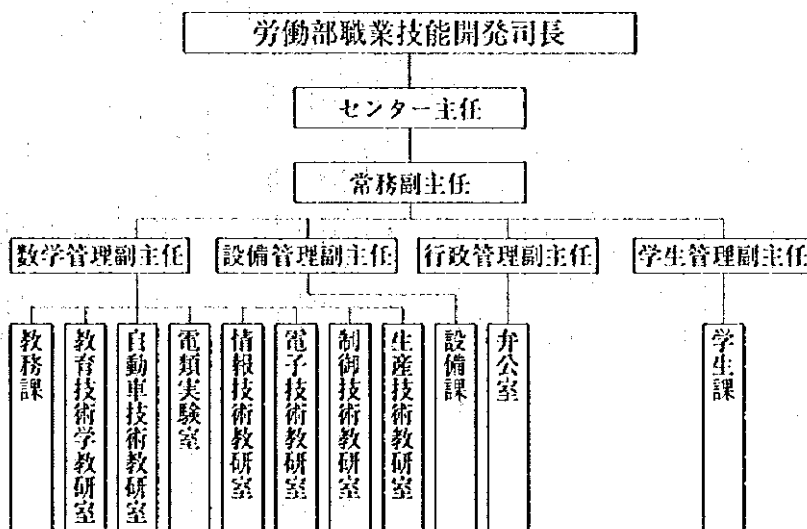 労働部職業技能開発司長
センター主任
常務副主任
数学管理副主任
設備管理副主任
行政管理副主任
学生管理副主任
教務課
教育技術学教研室
自動車技術教研室
電類実験室
情報技術教研室
電子技術教研室
制御技術教研室
生産技術教研室
設備課
弁公室
学生課